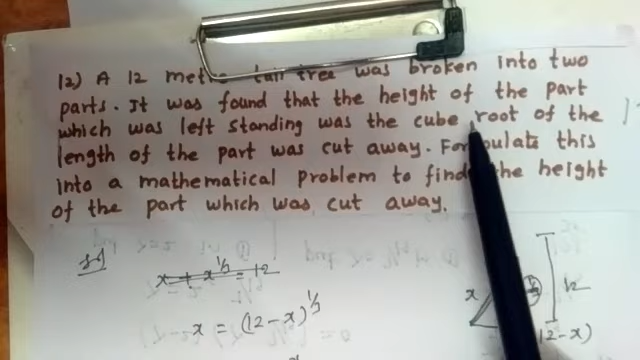 12) A 12 metre tall tree was broken into two
parts. It was found that the height of the part
which was left standing was the cube root of the
length of the part was cut away. Formulate this
into a mathematical problem to find the height
of the part which was cut away.
x + x^1/3 = 12
x = (12-x)^1/3
x
12
(12-x)